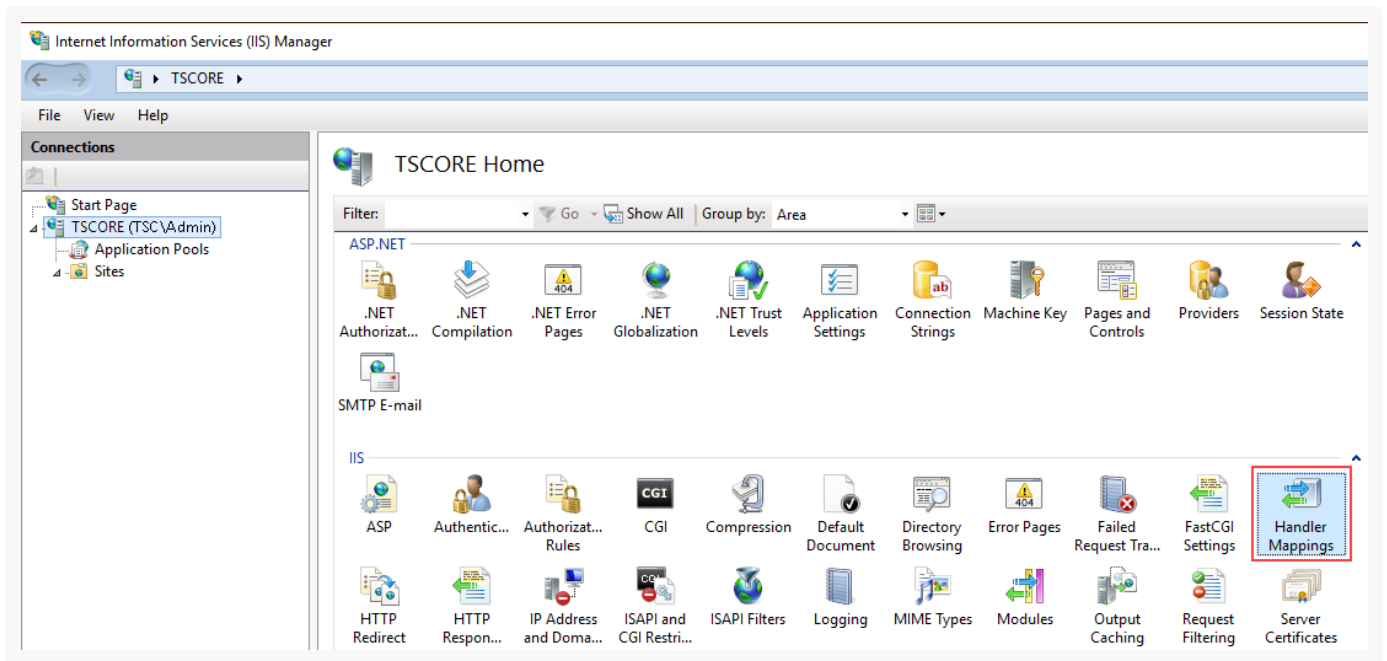 Internet Information Services (IIS) Manager
TSCORE
File View Help
Connections
Start Page
TSCORE (TSC\Admin)
Application Pools
Sites
TSCORE Home
Filter: Go Show All Group by: Area
ASP.NET
.NET Authorizat...
.NET Compilation
.NET Error Pages
.NET Globalization
.NET Trust Levels
Application Settings
Connection Strings
Machine Key
Pages and Controls
Providers
Session State
SMTP E-mail
IIS
ASP
Authentic...
Authorizat... Rules
CGI
Compression
Default Document
Directory Browsing
Error Pages
Failed Request Tra...
FastCGI Settings
Handler Mappings
HTTP Redirect
HTTP Respon...
IP Address and Doma...
ISAPI and CGI Restri...
ISAPI Filters
Logging
MIME Types
Modules
Output Caching
Request Filtering
Server Certificates